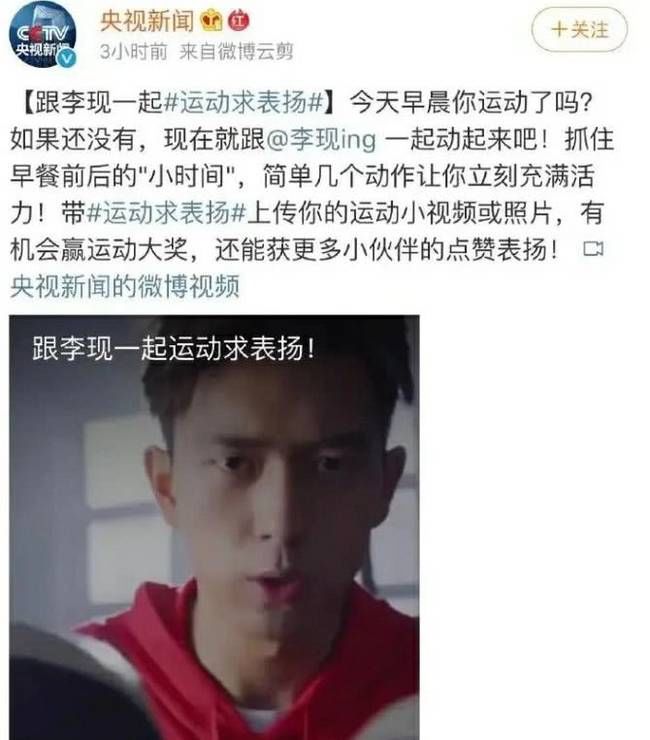 CCTV
央视新闻
央视新闻 红
3小时前 来自微博云剪
+关注
【跟李现一起#运动求表扬#】今天早晨你运动了吗?
如果还没有，现在就跟@李现ing 一起动起来吧！抓住
早餐前后的"小时间"，简单几个动作让你立刻充满活
力！带#运动求表扬#上传你的运动小视频或照片，有
机会赢运动大奖，还能获更多小伙伴的点赞表扬！
央视新闻的微博视频
跟李现一起运动求表扬！